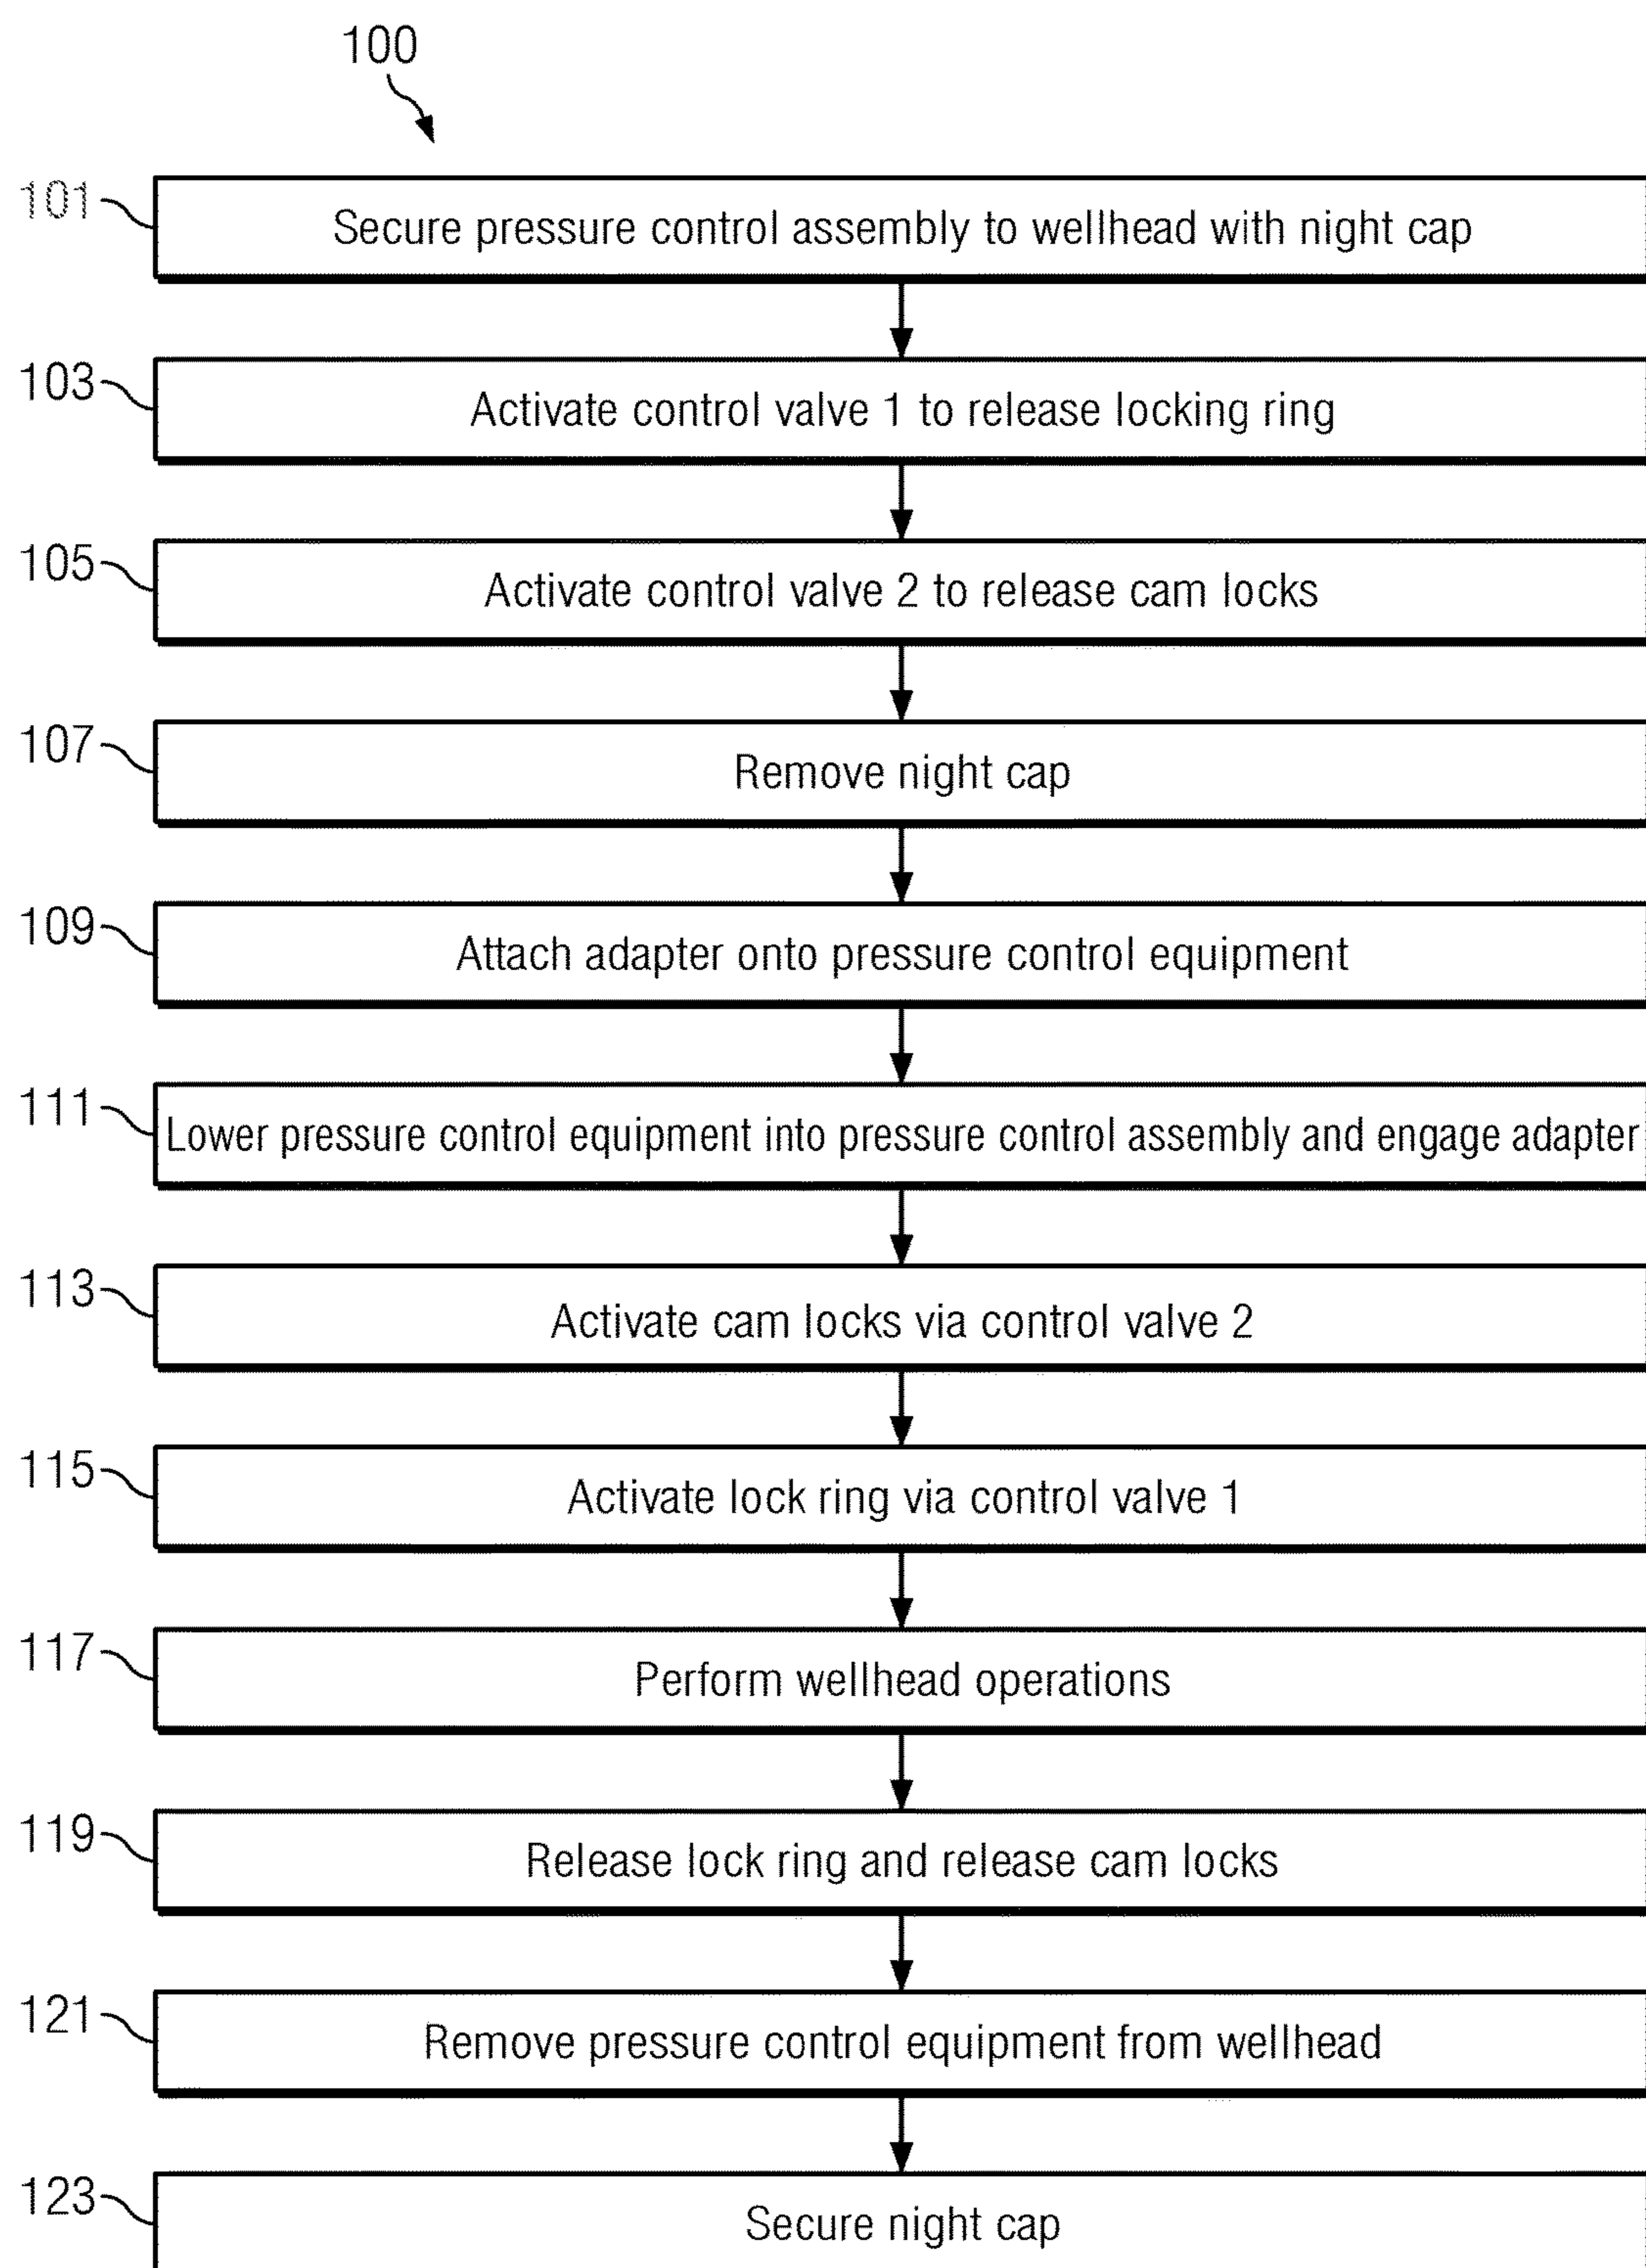 100
101 Secure pressure control assembly to wellhead with night cap
103 Activate control valve 1 to release locking ring
105 Activate control valve 2 to release cam locks
107 Remove night cap
109 Attach adapter onto pressure control equipment
111 Lower pressure control equipment into pressure control assembly and engage adapter
113 Activate cam locks via control valve 2
115 Activate lock ring via control valve 1
117 Perform wellhead operations
119 Release lock ring and release cam locks
121 Remove pressure control equipment from wellhead
123 Secure night cap